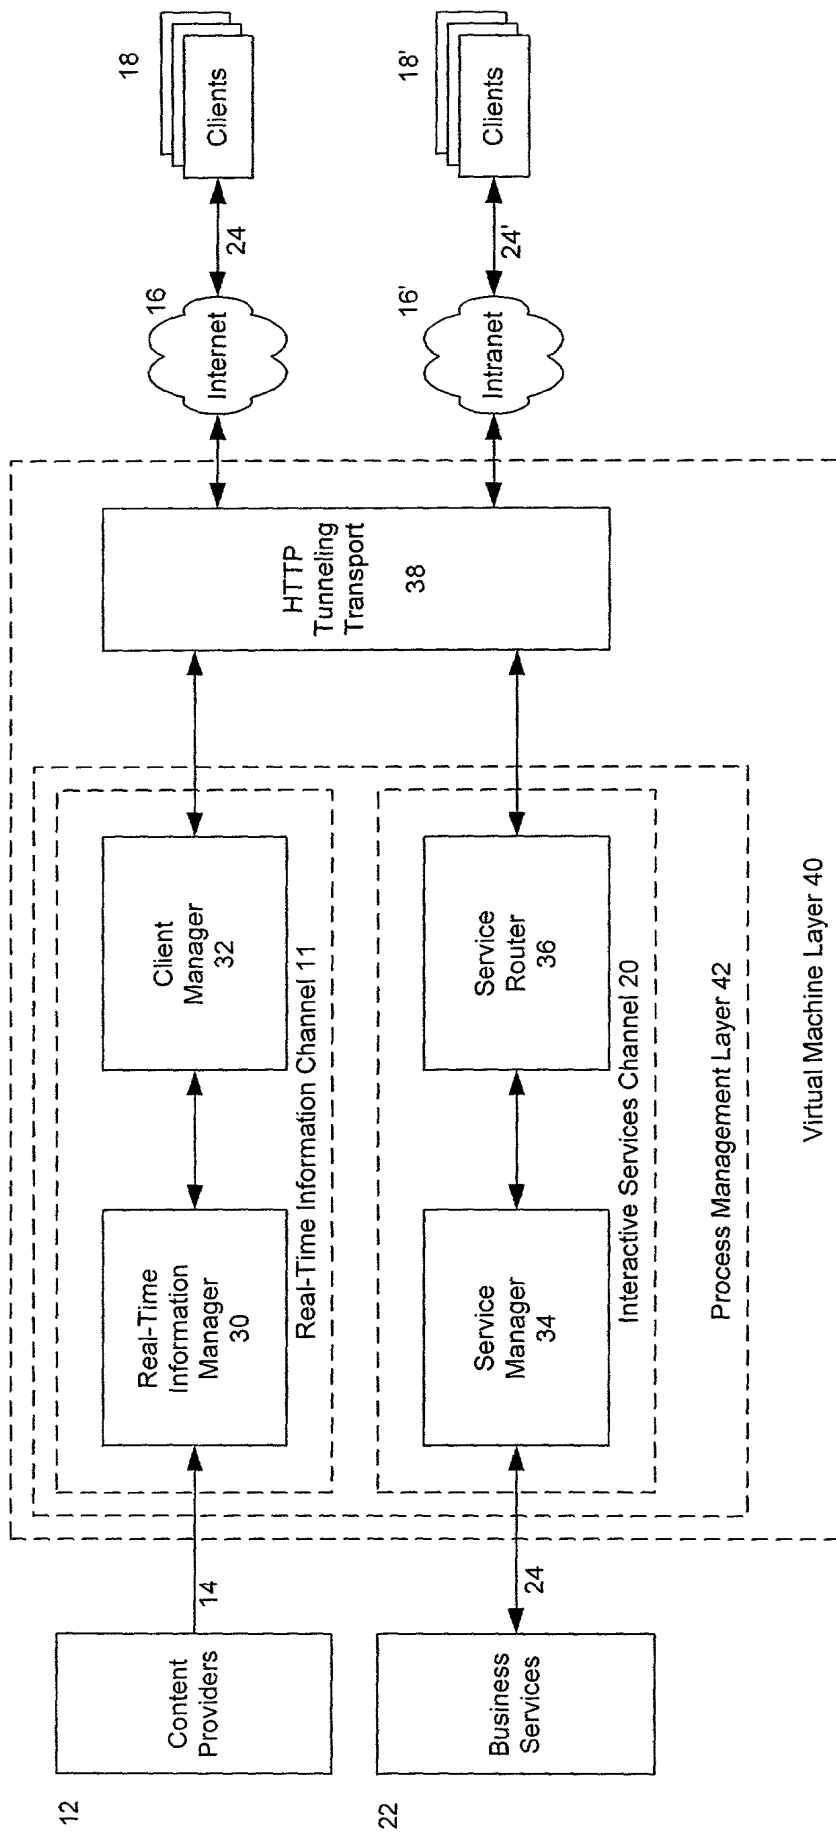 12
Content
Providers
14
Real-Time
Information
Manager
30
Client
Manager
32
Real-Time Information Channel 11
22
Business
Services
24
Service
Manager
34
Service
Router
36
Interactive Services Channel 20
Process Management Layer 42
Virtual Machine Layer 40
HTTP
Tunneling
Transport
38
Internet
16
24
Clients
18
Intranet
16'
24'
Clients
18'